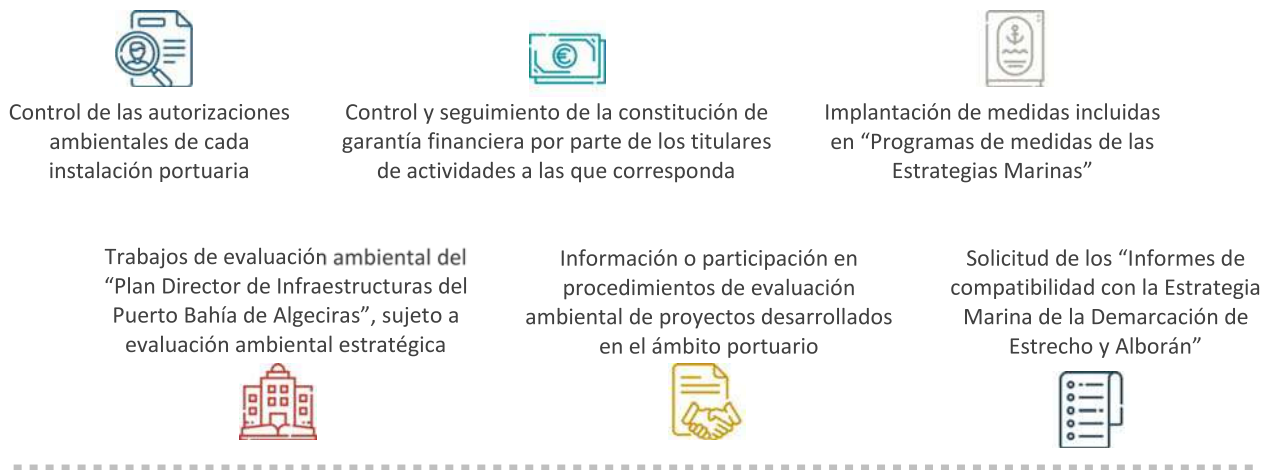 Control de las autorizaciones
ambientales de cada
instalación portuaria
Control y seguimiento de la constitución de
garantía financiera por parte de los titulares
de actividades a las que corresponda
Implantación de medidas incluidas
en “Programas de medidas de las
Estrategias Marinas”
Trabajos de evaluación ambiental del
“Plan Director de Infraestructuras del
Puerto Bahía de Algeciras”, sujeto a
evaluación ambiental estratégica
Información o participación en
procedimientos de evaluación
ambiental de proyectos desarrollados
en el ámbito portuario
Solicitud de los “Informes de
compatibilidad con la Estrategia
Marina de la Demarcación de
Estrecho y Alborán”